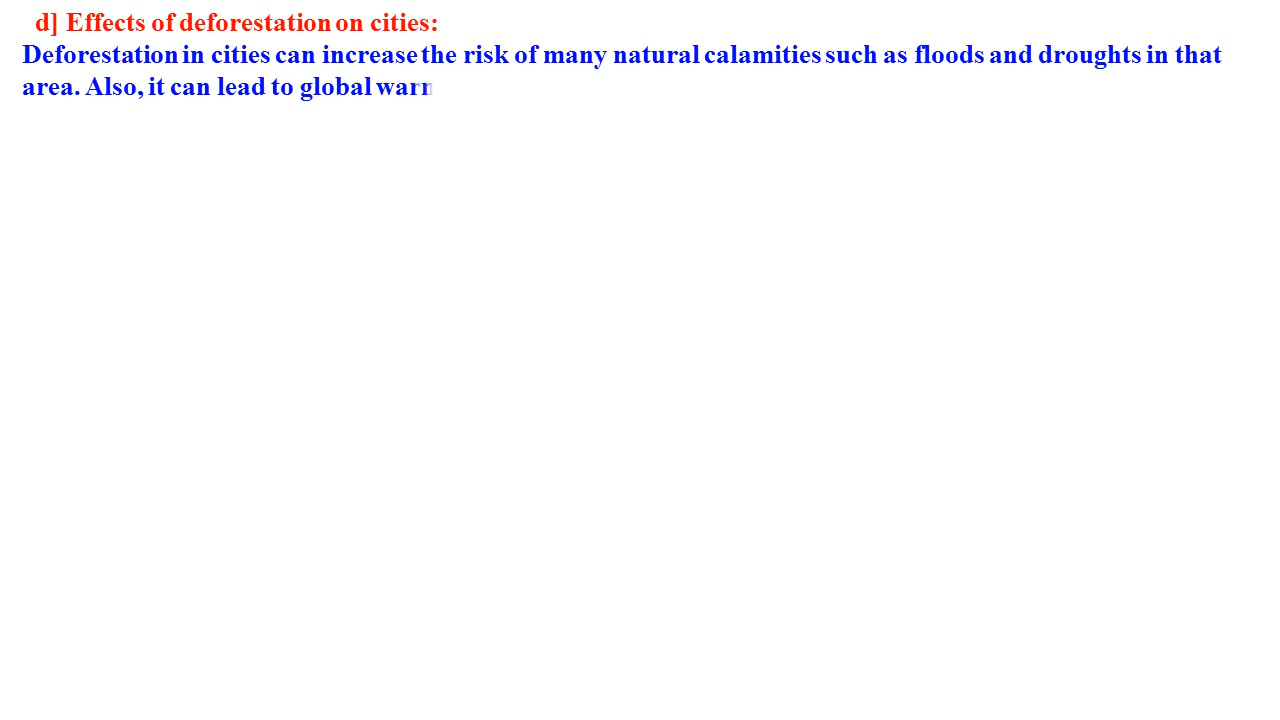 d] Effects of deforestation on cities:
Deforestation in cities can increase the risk of many natural calamities such as floods and droughts in that
area. Also, it can lead to global